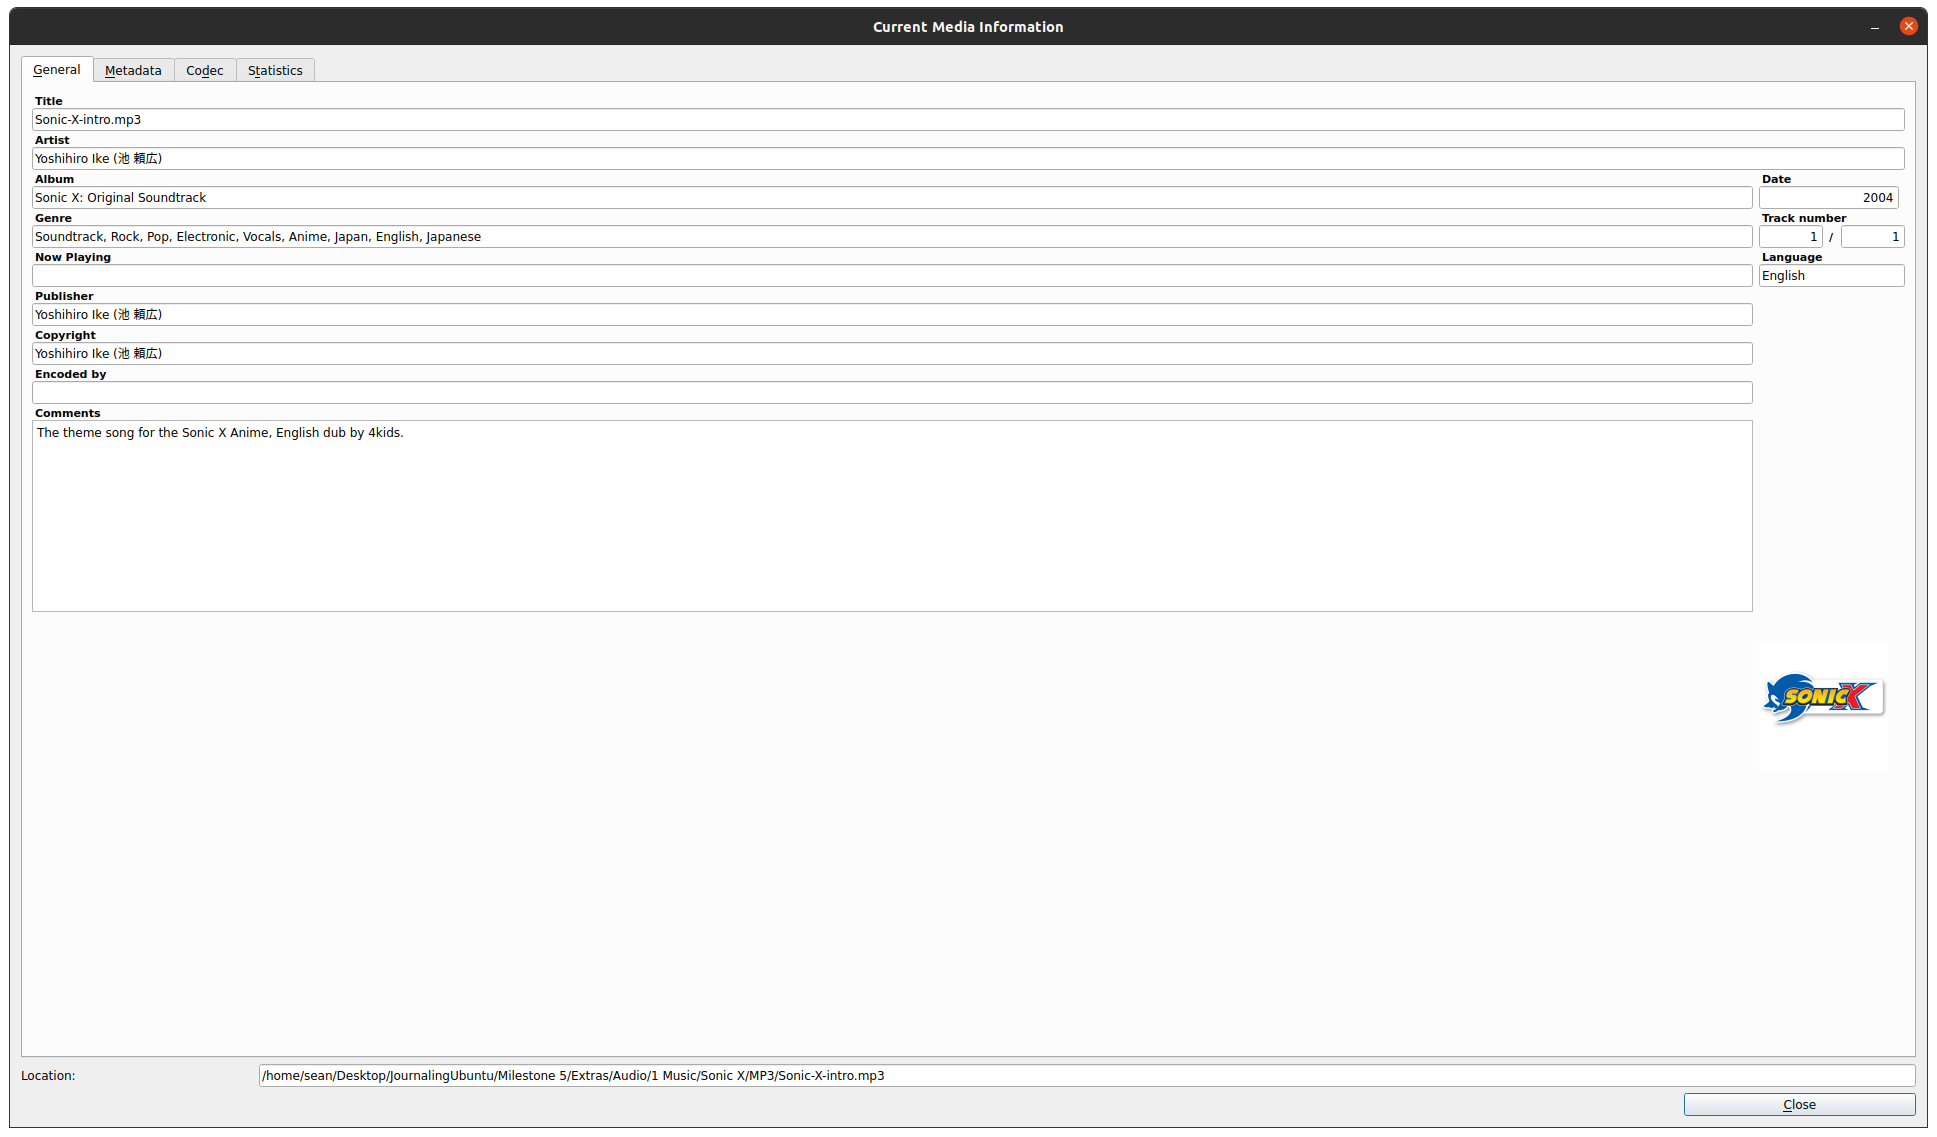 Current Media Information
General Metadata Codec Statistics
Title
Sonic-X-intro.mp3
Artist
Yoshihiro Ike (池 頼広)
Album Date
Sonic X: Original Soundtrack 2004
Genre Track number
Soundtrack, Rock, Pop, Electronic, Vocals, Anime, Japan, English, Japanese 1 / 1
Now Playing Language
English
Publisher
Yoshihiro Ike (池 頼広)
Copyright
Yoshihiro Ike (池 頼広)
Encoded by
Comments
The theme song for the Sonic X Anime, English dub by 4kids.
SONIC X
Location: /home/sean/Desktop/JournalingUbuntu/Milestone 5/Extras/Audio/1 Music/Sonic X/MP3/Sonic-X-intro.mp3
Close